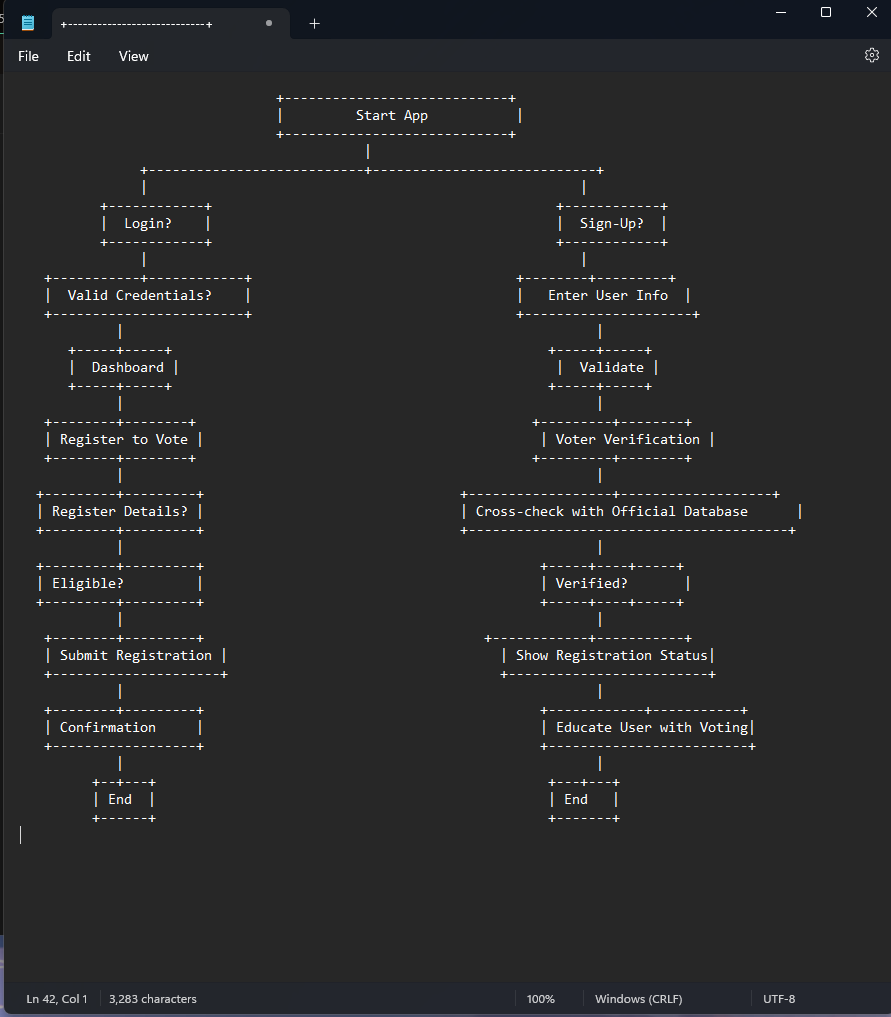 +----------------------------+
File Edit View
+----------------------------+
|         Start App           |
+----------------------------+
|
+---------------------------+----------------------------+
| |
+------------+ +------------+
|  Login?    | |  Sign-Up?  |
+------------+ +------------+
| |
+-----------+------------+ +--------+----------+
|  Valid Credentials?    | |   Enter User Info  |
+------------------------+ +---------------------+
| |
+-----+-----+ +-----+-----+
|  Dashboard | |  Validate |
+-----+-----+ +-----+-----+
| |
+--------+--------+ +---------+--------+
| Register to Vote | | Voter Verification |
+--------+--------+ +---------+--------+
| |
+---------+---------+ +------------------+-------------------+
| Register Details? | | Cross-check with Official Database      |
+---------+---------+ +----------------------------------------+
| |
+---------+---------+ +-----+----+-----+
| Eligible?         | | Verified?       |
+---------+---------+ +-----+----+-----+
| |
+--------+---------+ +------------+-----------+
| Submit Registration | | Show Registration Status|
+---------------------+ +-------------------------+
| |
+--------+---------+ +------------+-----------+
| Confirmation     | | Educate User with Voting|
+------------------+ +-------------------------+
| |
+--+---+ +---+---+
| End  | | End   |
+------+ +-------+
Ln 42, Col 1 3,283 characters 100% Windows (CRLF) UTF-8